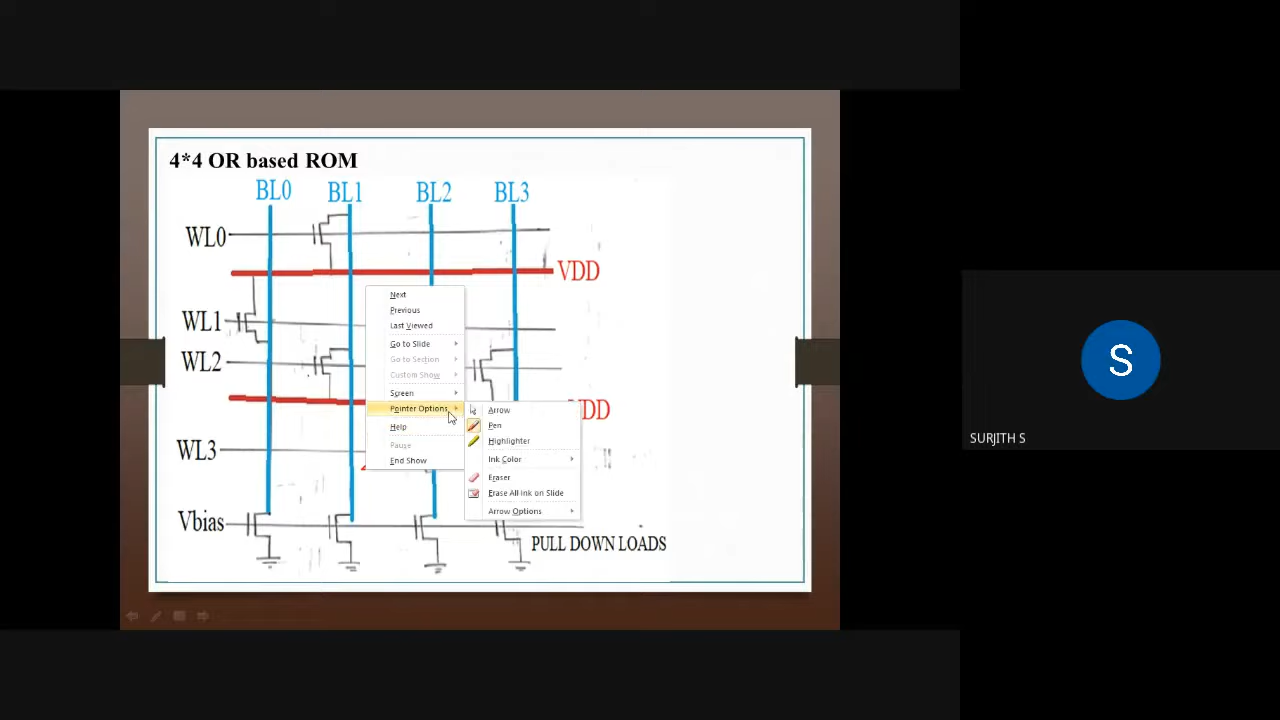 4*4 OR based ROM
BL0 BL1 BL2 BL3
WL0
VDD
WL1
WL2
VDD
WL3
Vbias
PULL DOWN LOADS
Next
Previous
Last Viewed
Go to Slide
Go to Section
Custom Show
Screen
Pointer Options
Help
Pause
End Show
Arrow
Pen
Highlighter
Ink Color
Eraser
Erase All Ink on Slide
Arrow Options
S
SURJITH S